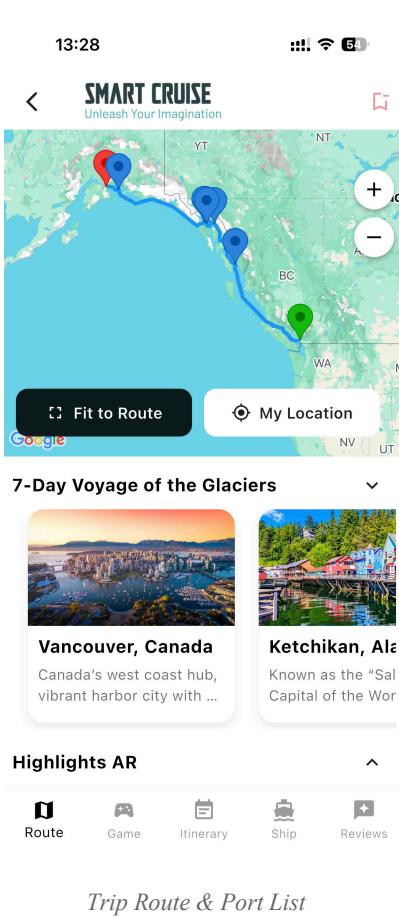 13:28
54
SMART CRUISE
Unleash Your Imagination
YT
NT
BC
WA
NV
UT
+
−
Fit to Route
My Location
Google
7-Day Voyage of the Glaciers
Vancouver, Canada
Canada's west coast hub,
vibrant harbor city with ...
Ketchikan, Ala
Known as the “Sal
Capital of the Wor
Highlights AR
Route
Game
Itinerary
Ship
Reviews
Trip Route & Port List